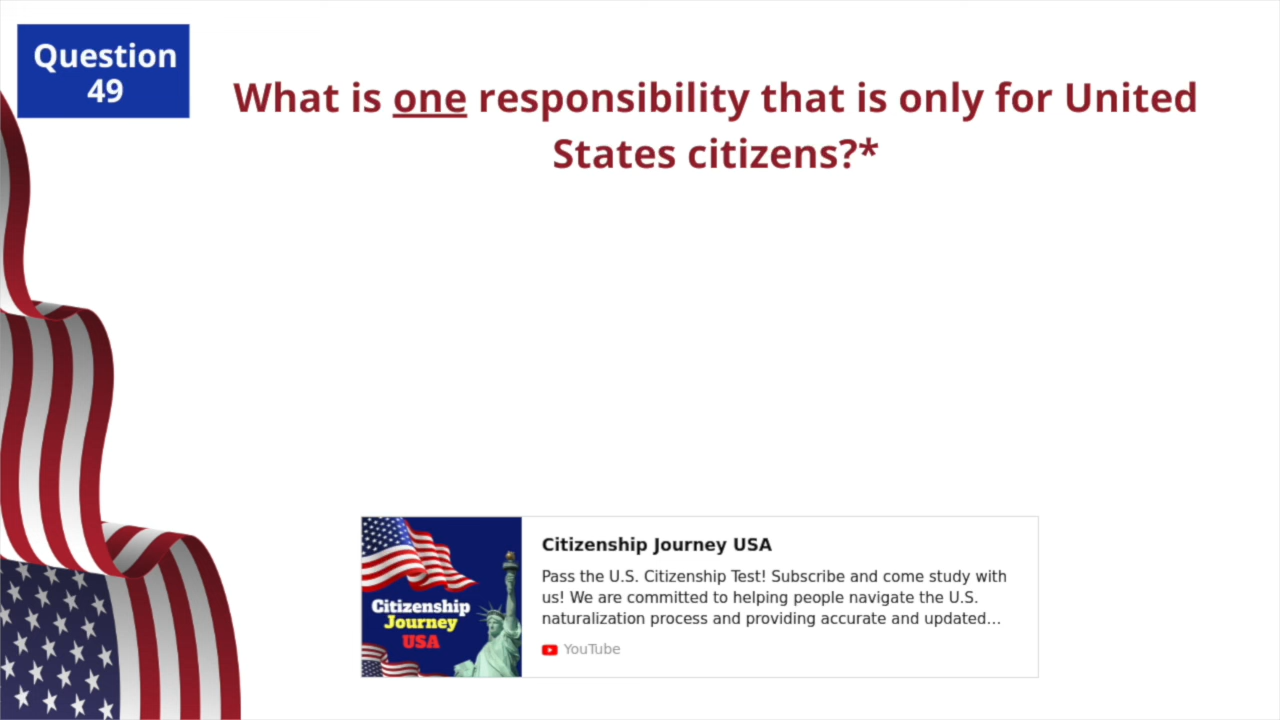 Question
49
What is one responsibility that is only for United
States citizens?*
Citizenship
Journey
USA
Citizenship Journey USA
Pass the U.S. Citizenship Test! Subscribe and come study with
us! We are committed to helping people navigate the U.S.
naturalization process and providing accurate and updated...
YouTube